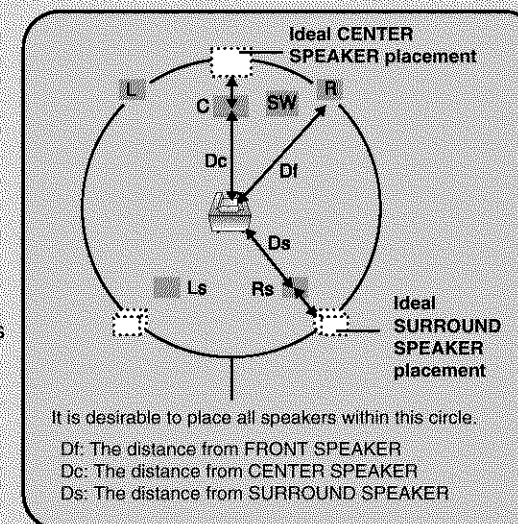 Ideal CENTER
SPEAKER placement
L
R
C
SW
Dc
Df
Ds
Ls
Rs
Ideal
SURROUND
SPEAKER
placement
s
It is desirable to place all speakers within this circle.
Df: The distance from FRONT SPEAKER
Dc: The distance from CENTER SPEAKER
Ds: The distance from SURROUND SPEAKER